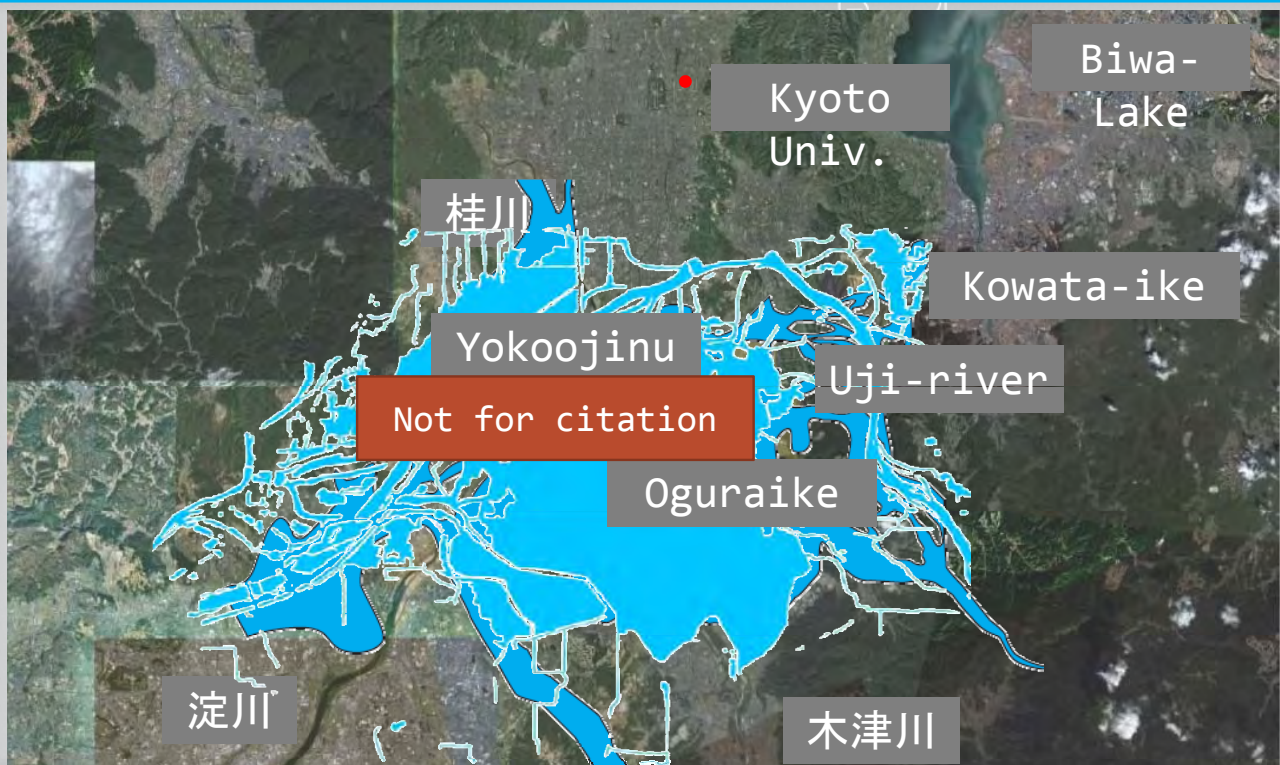 Biwa-
Lake
Kyoto
Univ.
桂川
Kowata-ike
Yokoojinu
Uji-river
Not for citation
Oguraike
淀川
木津川